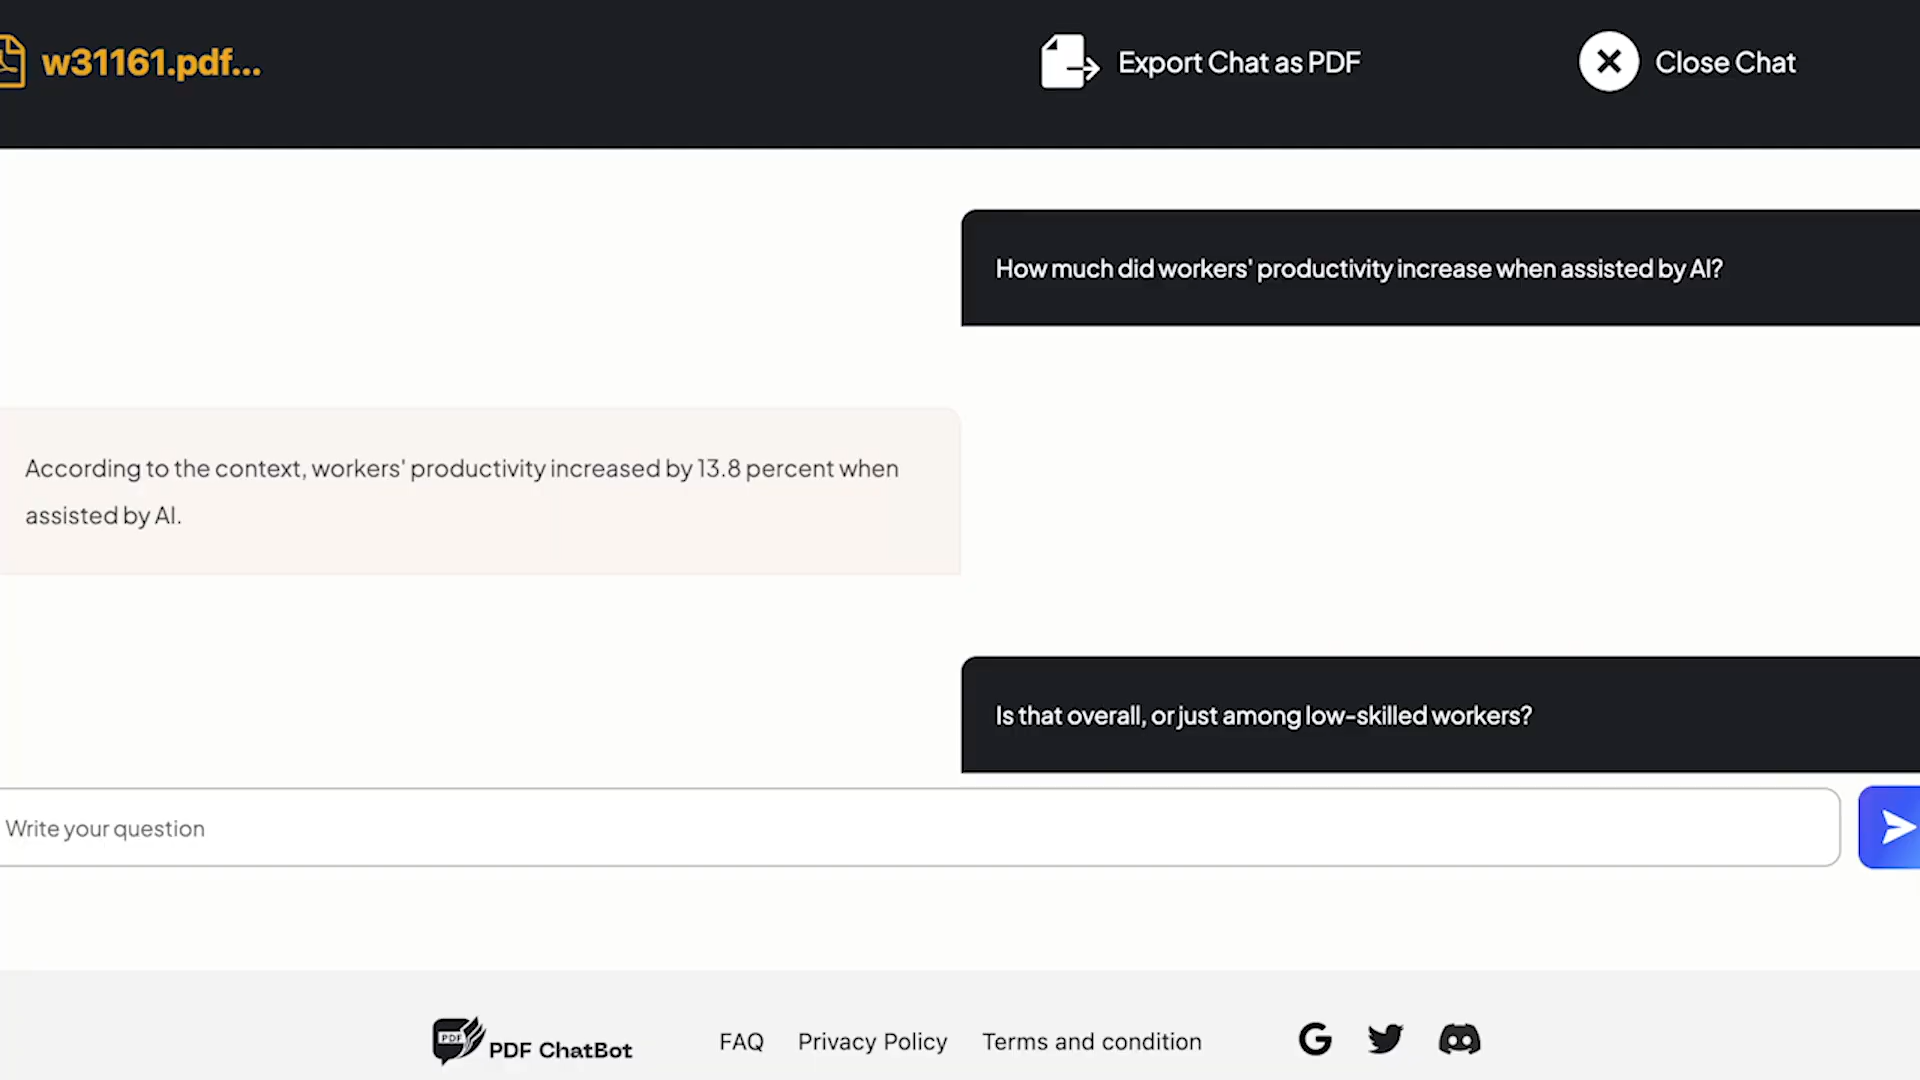 w31161.pdf...
Export Chat as PDF
Close Chat
How much did workers' productivity increase when assisted by AI?
According to the context, workers' productivity increased by 13.8 percent when
assisted by AI.
Is that overall, or just among low-skilled workers?
Write your question
PDF
PDF ChatBot
FAQ
Privacy Policy
Terms and condition